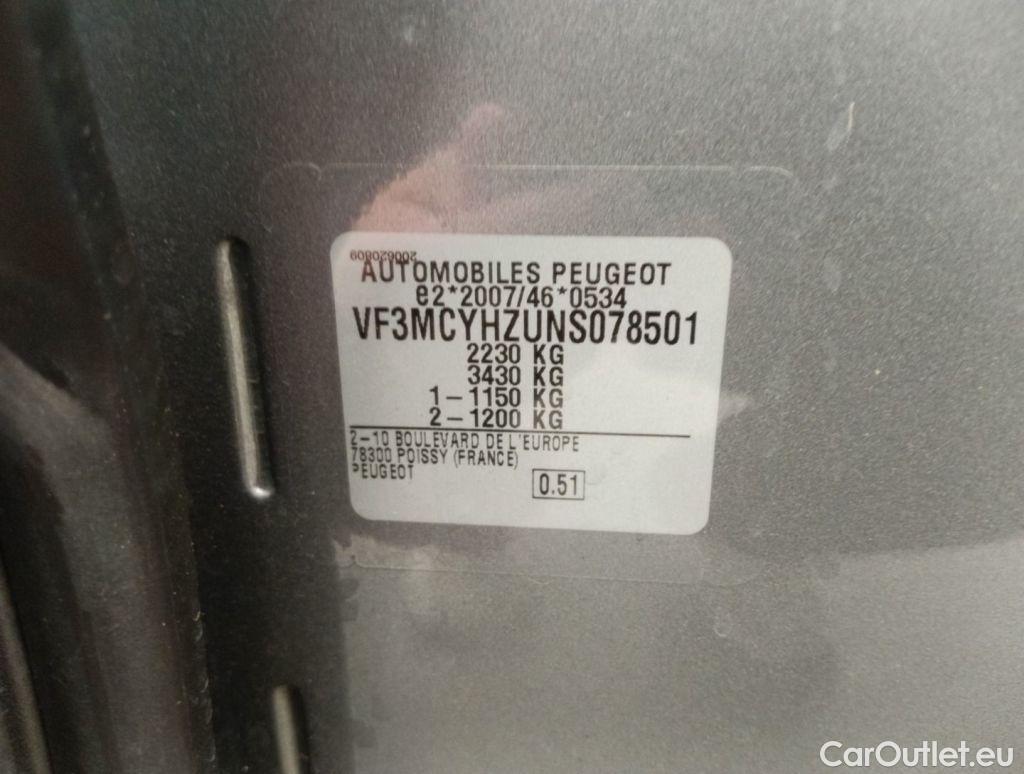 200620809
AUTOMOBILES PEUGEOT
e2*2007/46*0534
VF3MCYHZUNS078501
2230 KG
3430 KG
1-1150 KG
2-1200 KG
2-10 BOULEVARD DE L'EUROPE
78300 POISSY (FRANCE)
PEUGEOT
0.51
CarOutlet.eu